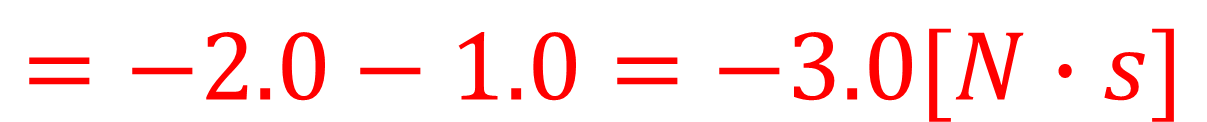 = −2.0 − 1.0 = −3.0[N · s]